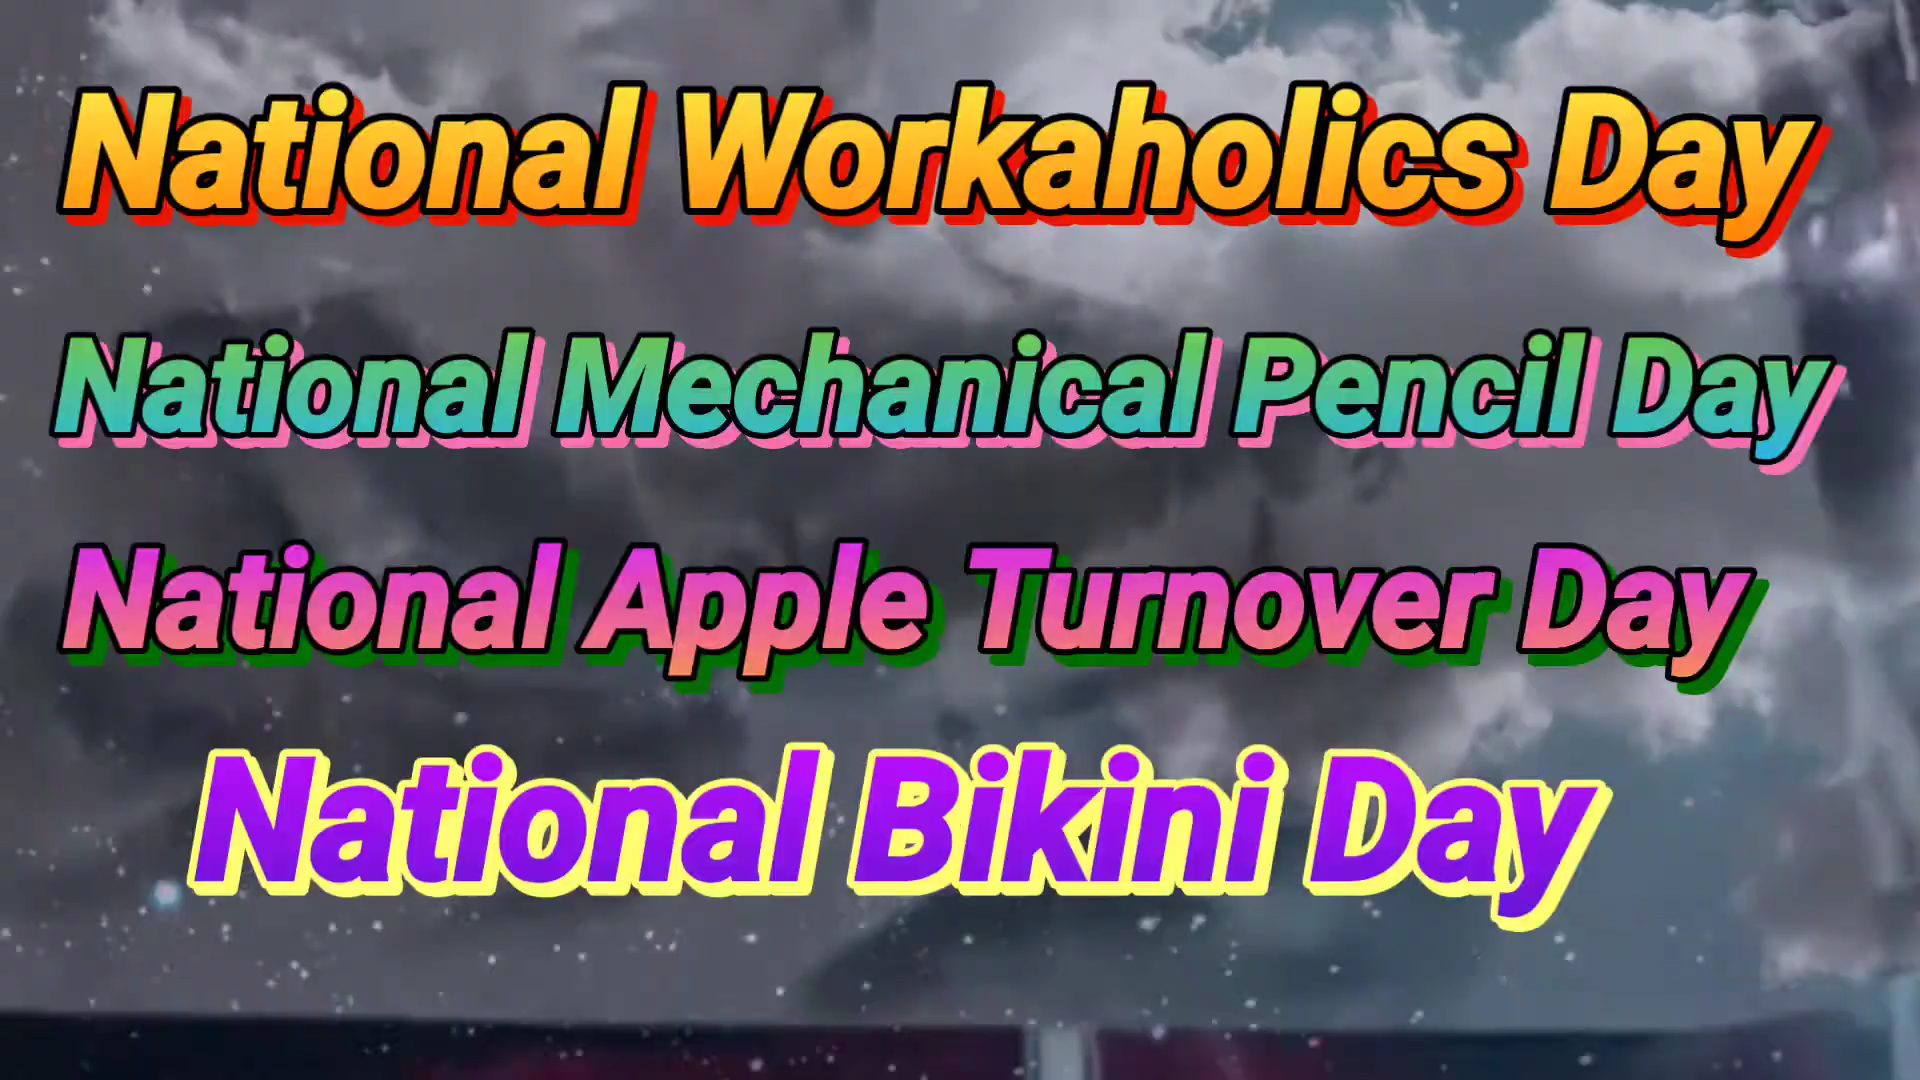 National Workaholics Day
National Mechanical Pencil Day
National Apple Turnover Day
National Bikini Day